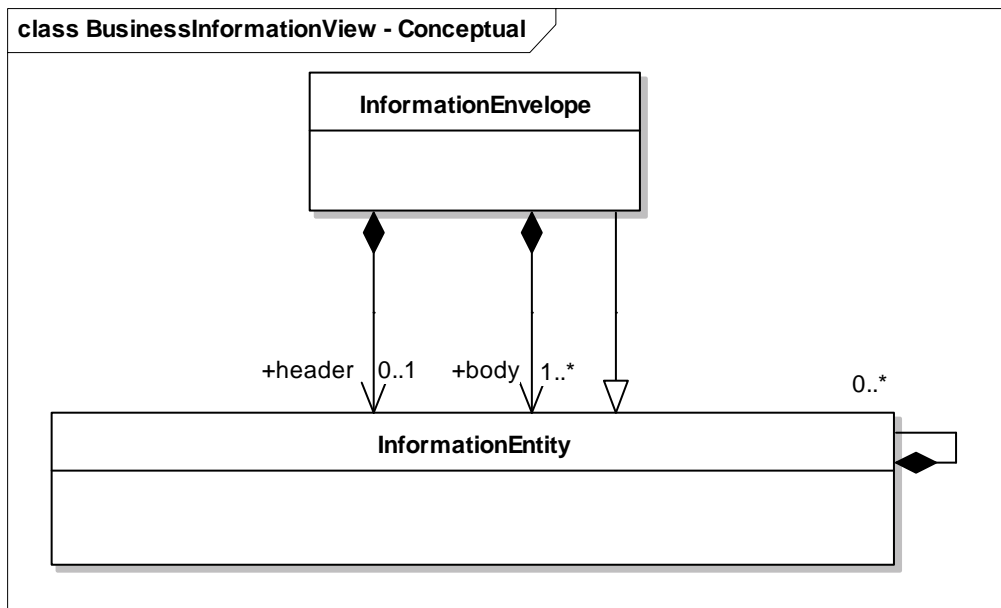 class BusinessInformationView - Conceptual
InformationEnvelope
+header 0..1 +body 1..*
0..*
InformationEntity